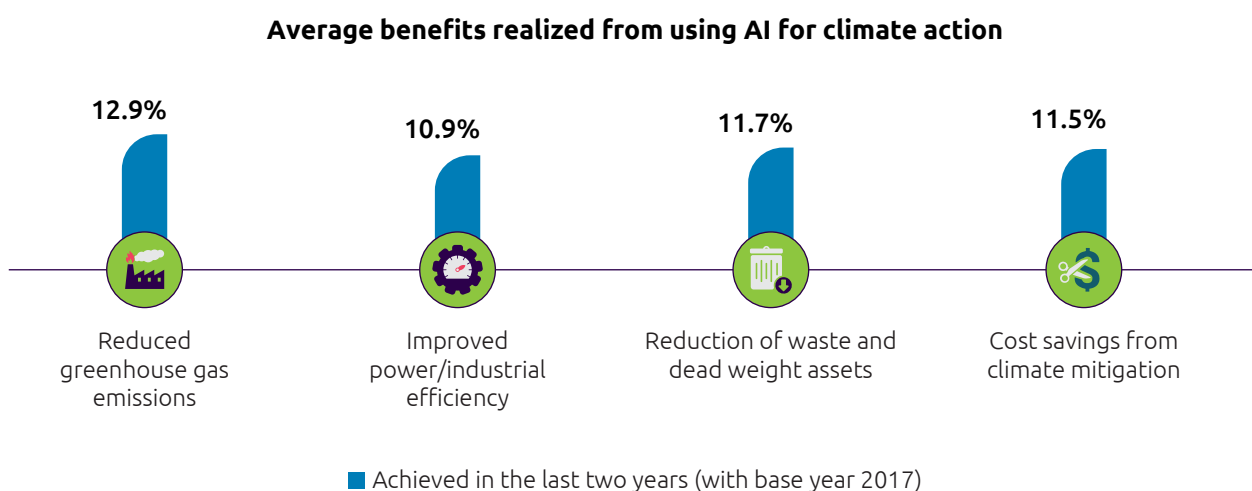 Average benefits realized from using AI for climate action
12.9%
10.9%
11.7%
11.5%
Reduced
greenhouse gas
emissions
Improved
power/industrial
efficiency
Reduction of waste and
dead weight assets
Cost savings from
climate mitigation
Achieved in the last two years (with base year 2017)